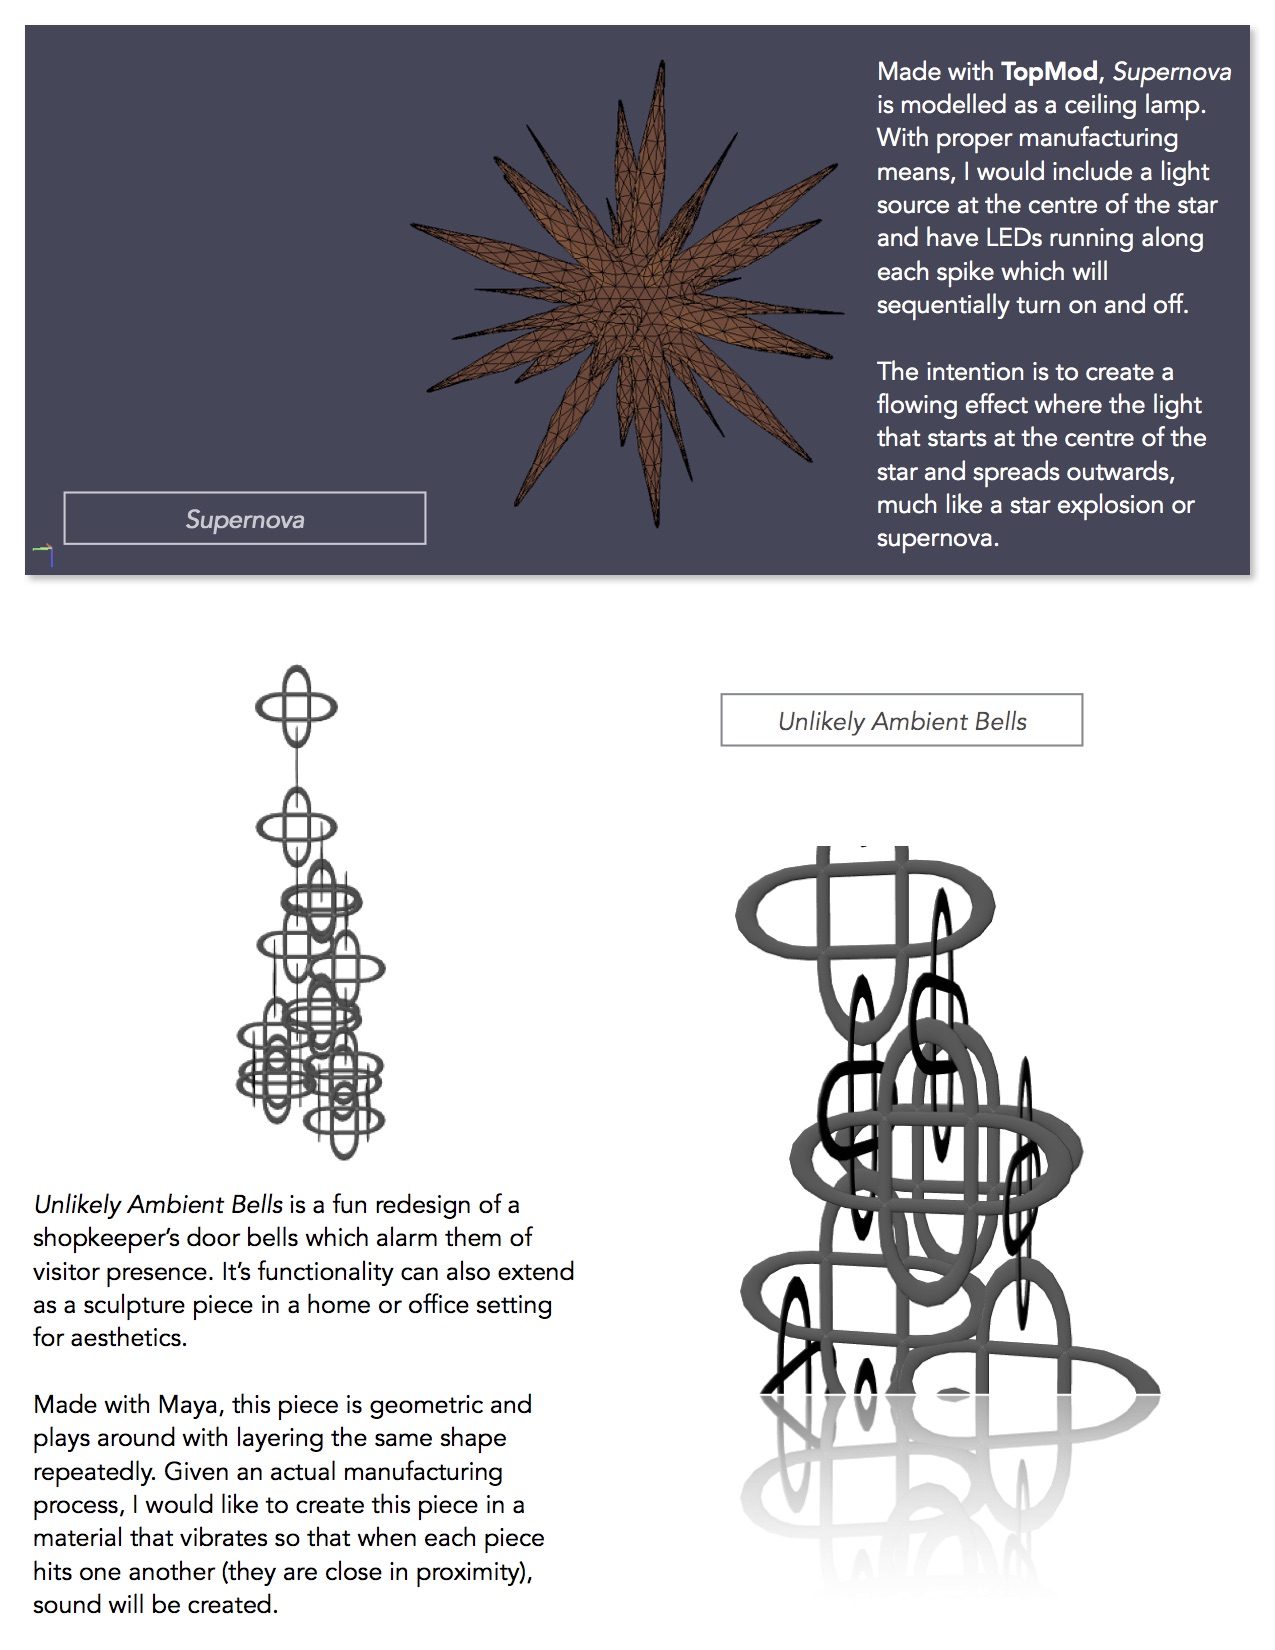 Made with TopMod, Supernova
is modelled as a ceiling lamp.
With proper manufacturing
means, I would include a light
source at the centre of the star
and have LEDs running along
each spike which will
sequentially turn on and off.
The intention is to create a
flowing effect where the light
that starts at the centre of the
star and spreads outwards,
much like a star explosion or
supernova.
Supernova
Unlikely Ambient Bells
Unlikely Ambient Bells is a fun redesign of a
shopkeeper’s door bells which alarm them of
visitor presence. It’s functionality can also extend
as a sculpture piece in a home or office setting
for aesthetics.
Made with Maya, this piece is geometric and
plays around with layering the same shape
repeatedly. Given an actual manufacturing
process, I would like to create this piece in a
material that vibrates so that when each piece
hits one another (they are close in proximity),
sound will be created.